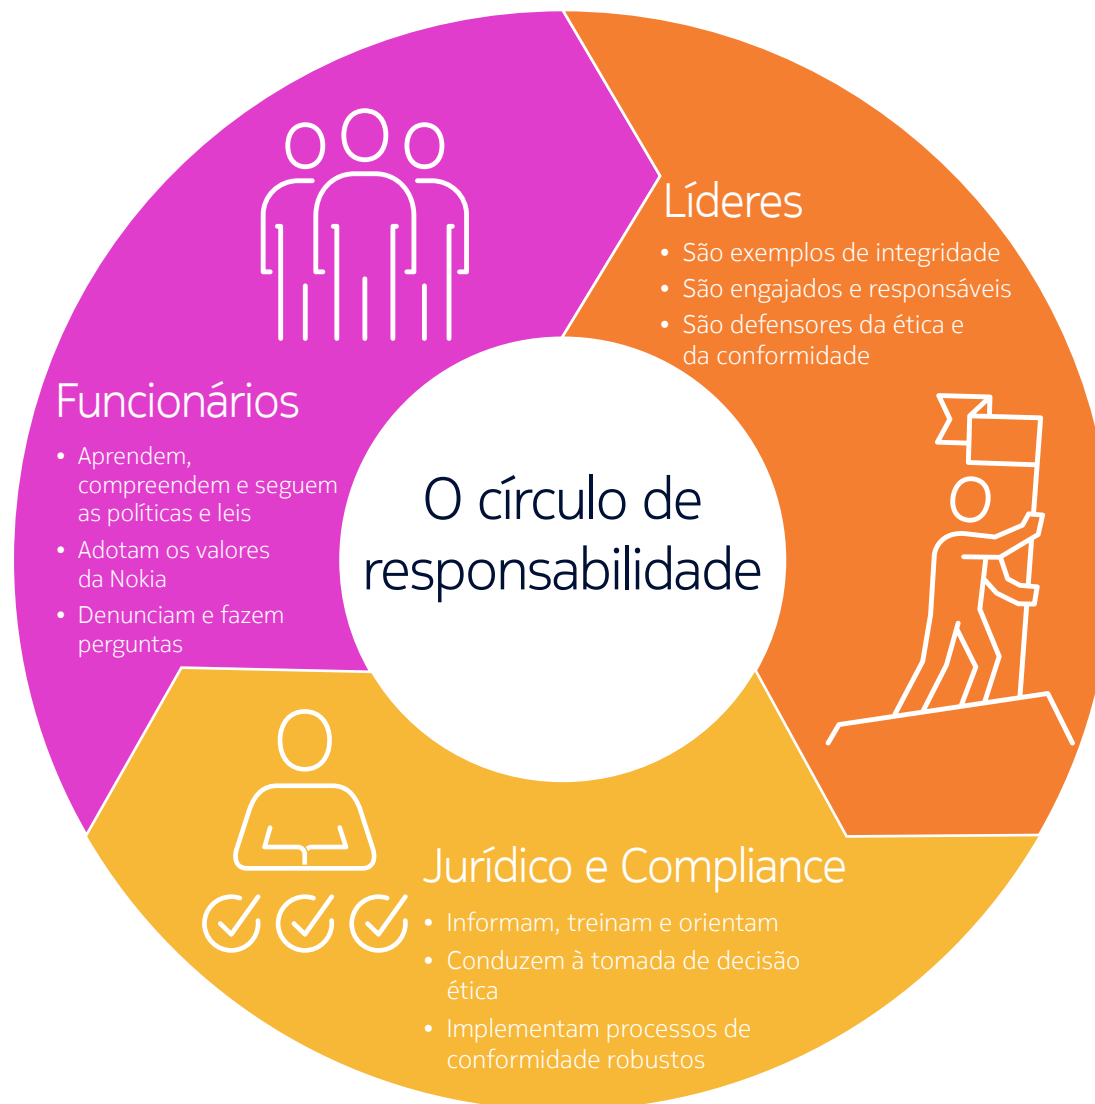 O círculo de
responsabilidade
Líderes
• São exemplos de integridade
• São engajados e responsáveis
• São defensores da ética e
da conformidade
Jurídico e Compliance
• Informam, treinam e orientam
• Conduzem à tomada de decisão
ética
• Implementam processos de
conformidade robustos
Funcionários
• Aprendem,
compreendem e seguem
as políticas e leis
• Adotam os valores
da Nokia
• Denunciam e fazem
perguntas